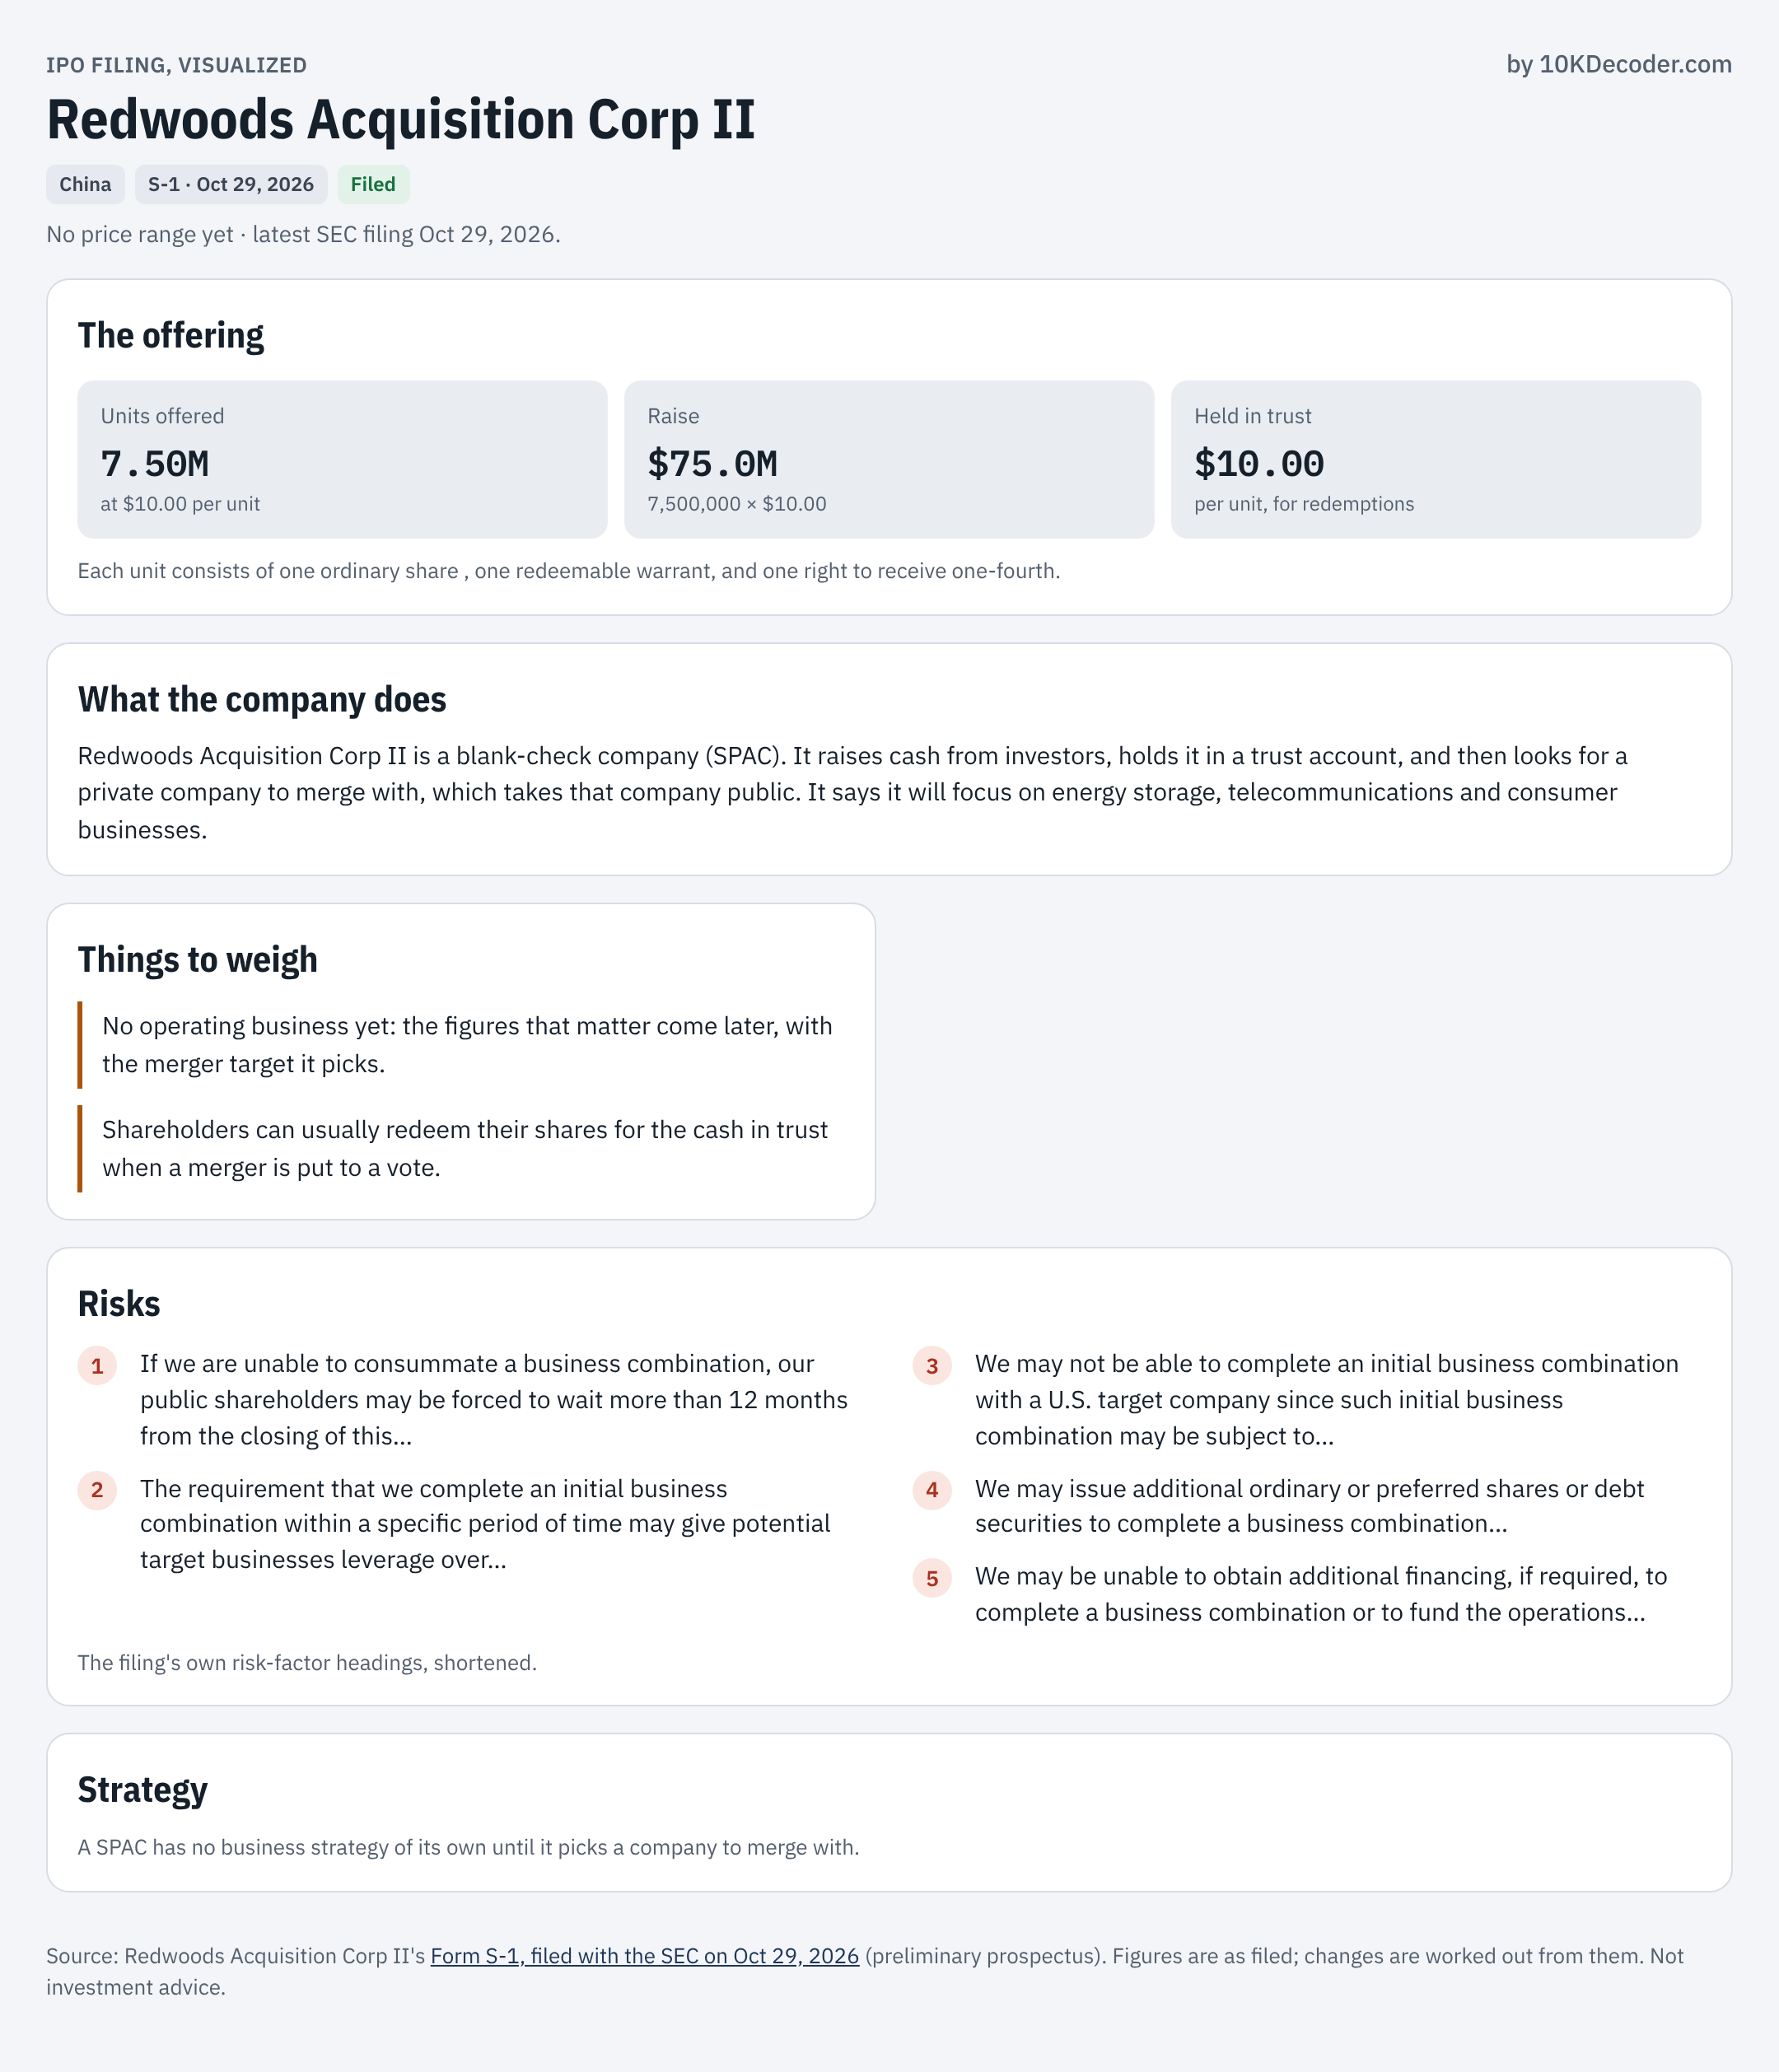 IPO FILING, VISUALIZED
by 10KDecoder.com
Redwoods Acquisition Corp II
China
S-1 · Oct 29, 2026
Filed
No price range yet · latest SEC filing Oct 29, 2026.
The offering
Units offered
7.50M
at $10.00 per unit
Raise
$75.0M
7,500,000 × $10.00
Held in trust
$10.00
per unit, for redemptions
Each unit consists of one ordinary share , one redeemable warrant, and one right to receive one-fourth.
What the company does
Redwoods Acquisition Corp II is a blank-check company (SPAC). It raises cash from investors, holds it in a trust account, and then looks for a
private company to merge with, which takes that company public. It says it will focus on energy storage, telecommunications and consumer
businesses.
Things to weigh
No operating business yet: the figures that matter come later, with
the merger target it picks.
Shareholders can usually redeem their shares for the cash in trust
when a merger is put to a vote.
Risks
1
If we are unable to consummate a business combination, our
public shareholders may be forced to wait more than 12 months
from the closing of this...
2
The requirement that we complete an initial business
combination within a specific period of time may give potential
target businesses leverage over...
3
We may not be able to complete an initial business combination
with a U.S. target company since such initial business
combination may be subject to...
4
We may issue additional ordinary or preferred shares or debt
securities to complete a business combination...
5
We may be unable to obtain additional financing, if required, to
complete a business combination or to fund the operations...
The filing's own risk-factor headings, shortened.
Strategy
A SPAC has no business strategy of its own until it picks a company to merge with.
Source: Redwoods Acquisition Corp II's Form S-1, filed with the SEC on Oct 29, 2026 (preliminary prospectus). Figures are as filed; changes are worked out from them. Not
investment advice.